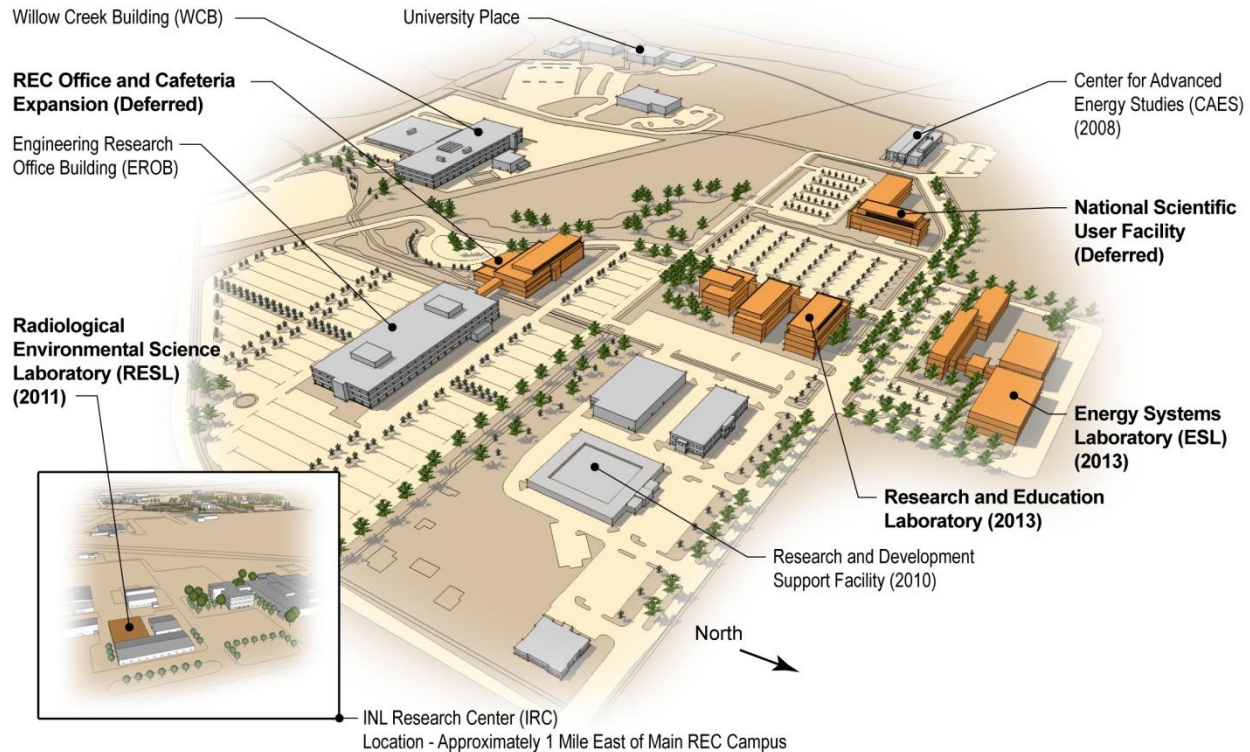 Willow Creek Building (WCB)
University Place
REC Office and Cafeteria
Expansion (Deferred)
Center for Advanced
Energy Studies (CAES)
(2008)
Engineering Research
Office Building (EROB)
National Scientific
User Facility
(Deferred)
Radiological
Environmental Science
Laboratory (RESL)
(2011)
Energy Systems
Laboratory (ESL)
(2013)
Research and Education
Laboratory (2013)
Research and Development
Support Facility (2010)
North
INL Research Center (IRC)
Location - Approximately 1 Mile East of Main REC Campus